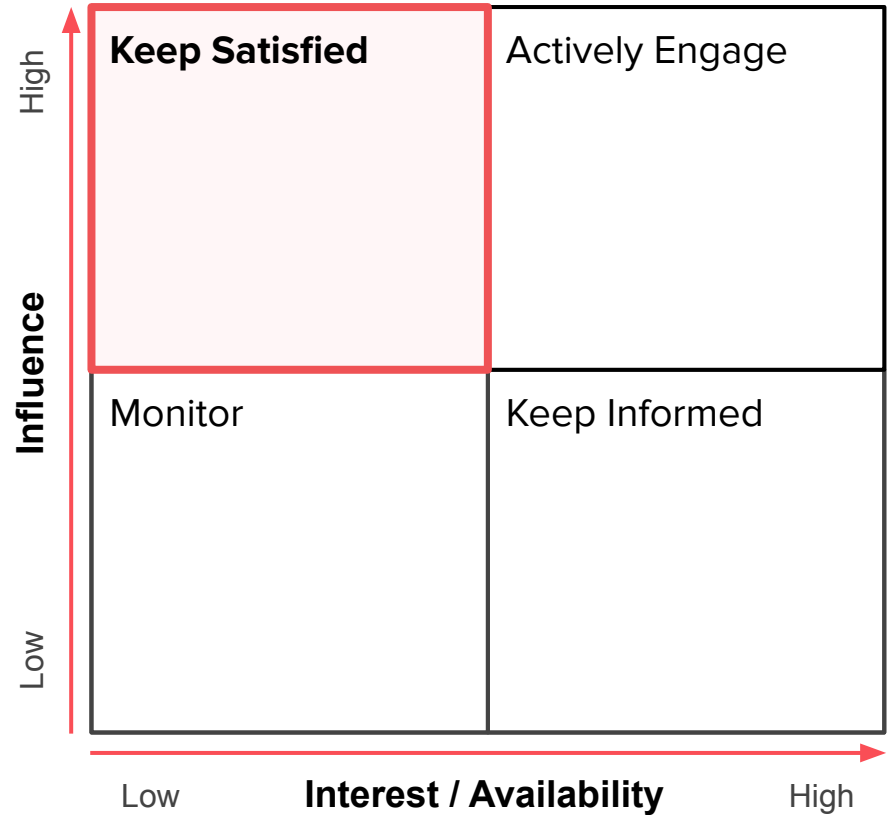 High
Keep Satisfied
Actively Engage
Influence
Monitor
Keep Informed
Low
Low
Interest / Availability
High